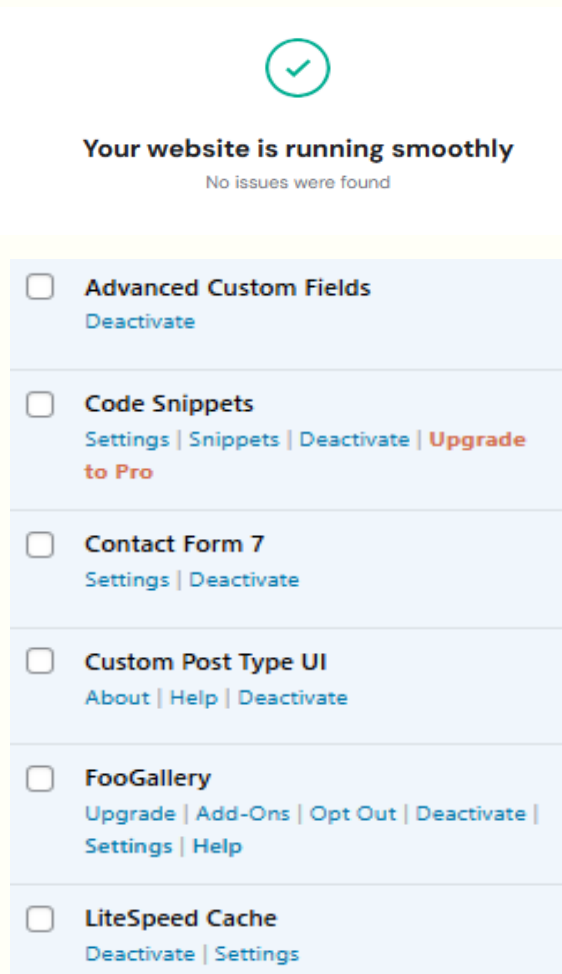 Your website is running smoothly
No issues were found
Advanced Custom Fields
Deactivate
Code Snippets
Settings | Snippets | Deactivate | Upgrade
to Pro
Contact Form 7
Settings | Deactivate
Custom Post Type UI
About | Help | Deactivate
FooGallery
Upgrade | Add-Ons | Opt Out | Deactivate |
Settings | Help
LiteSpeed Cache
Deactivate | Settings